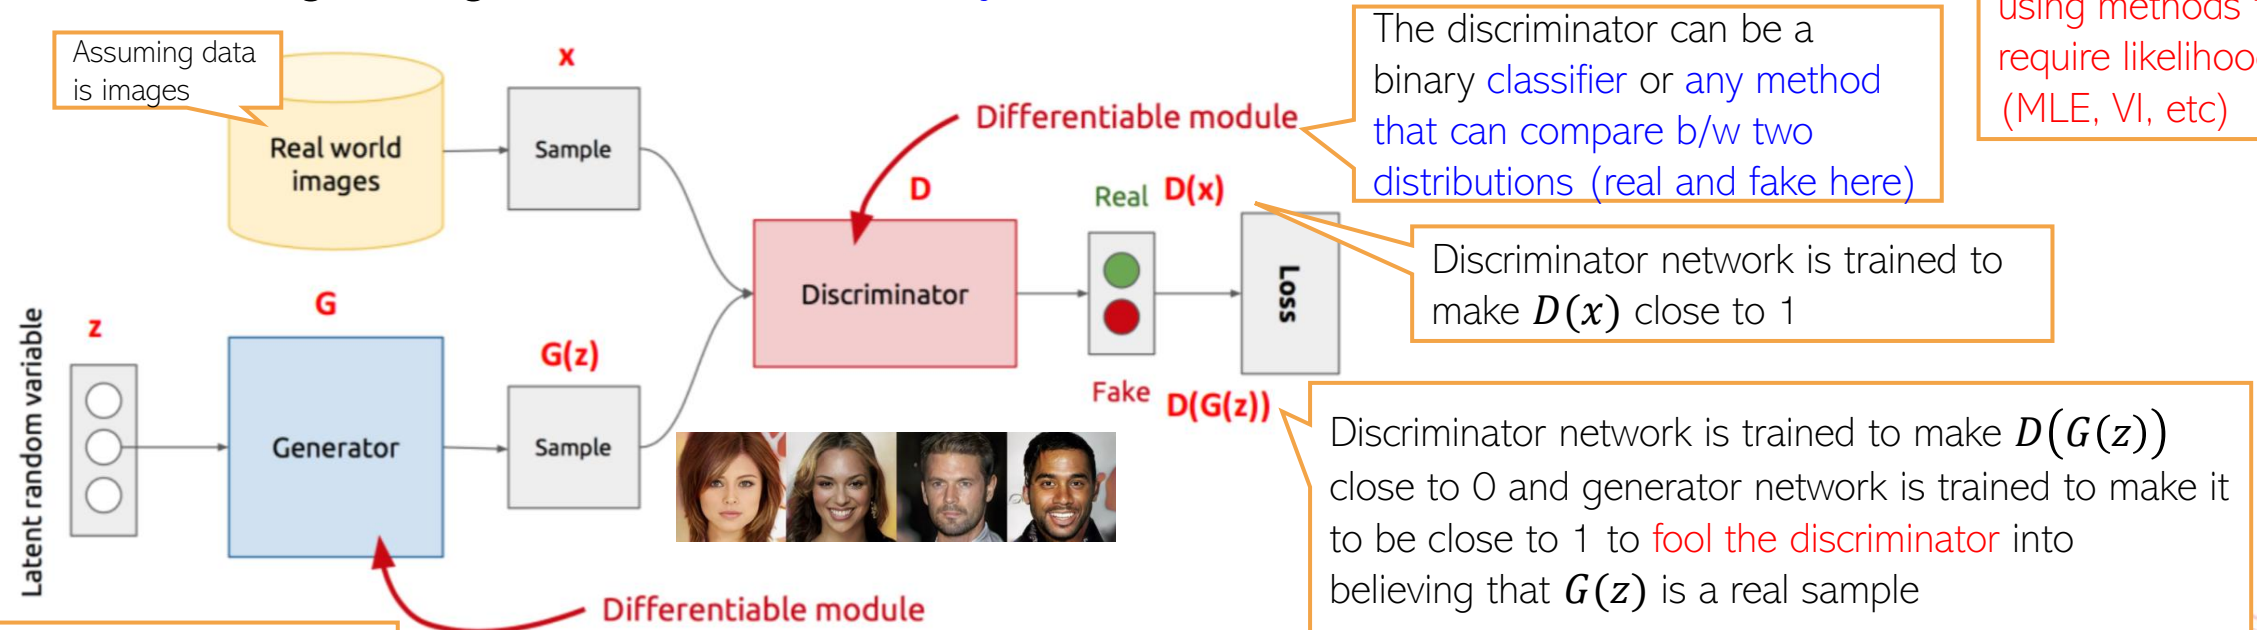 using methods
require likelihoo
(MLE, VI, etc)
Assuming data
is images
The discriminator can be a
binary classifier or any method
that can compare b/w two
distributions (real and fake here)
x
Real world
images
Sample
Differentiable module
D
Real D(x)
Discriminator
Loss
Discriminator network is trained to
make D(x) close to 1
Latent random variable
z
G
Generator
G(z)
Sample
Fake D(G(z))
Discriminator network is trained to make D(G(z))
close to 0 and generator network is trained to make it
to be close to 1 to fool the discriminator into
believing that G(z) is a real sample
Differentiable module